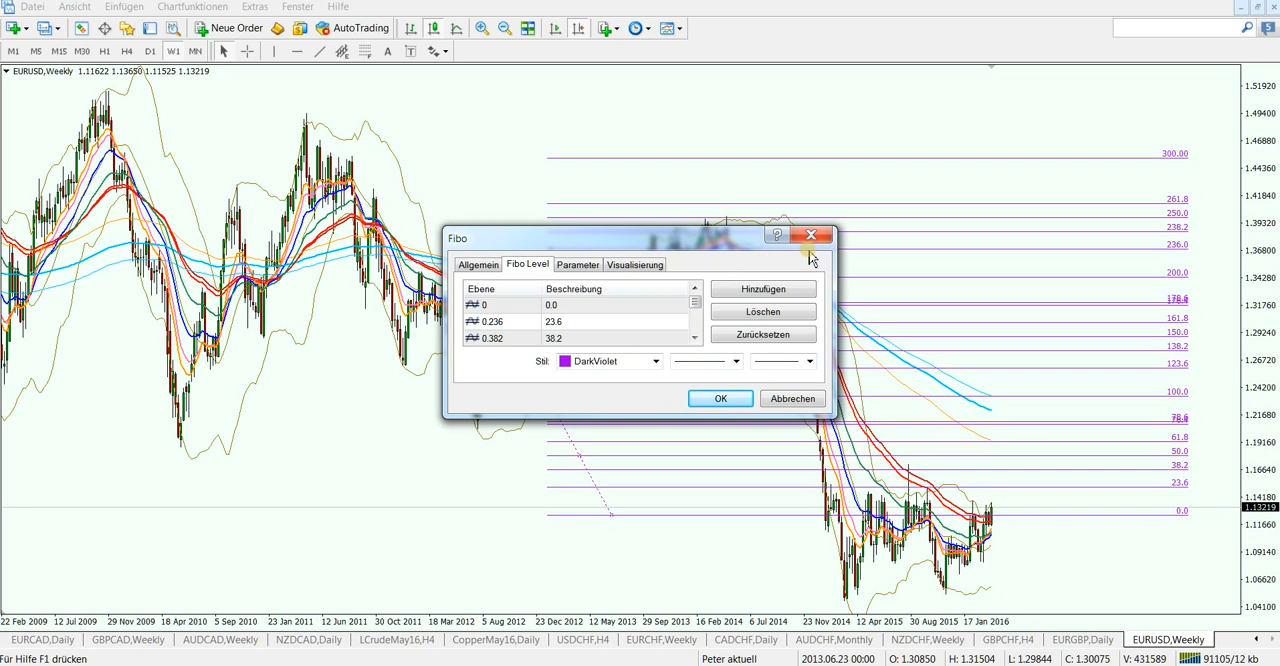 Datei Ansicht Einfügen Chartfunktionen Extras Fenster Hilfe
Neue Order AutoTrading
5
M1 M5 M15 M30 H1 H4 D1 W1 MN A T
EURUSD,Weekly 1.11622 1.13650 1.11525 1.13219
1.51920
1.49400
1.46880
1.44360
1.41840
1.39320
1.36800
1.34280
1.31760
1.29240
1.26720
1.24200
1.21680
1.19160
1.16640
1.14180
1.13219
1.11660
1.09140
1.06620
1.04100
300.00
261.8
250.0
238.2
236.0
200.0
161.8
150.0
138.2
123.6
100.0
78.6
61.8
50.0
38.2
23.6
0.0
Fibo
Allgemein Fibo Level Parameter Visualisierung
Ebene Beschreibung
0 0.0
0.236 23.6
0.382 38.2
Hinzufügen
Löschen
Zurücksetzen
Stil: DarkViolet
OK Abbrechen
22 Feb 2009 12 Jul 2009 29 Nov 2009 18 Apr 2010 5 Sep 2010 23 Jan 2011 12 Jun 2011 30 Oct 2011 18 Mar 2012 5 Aug 2012 23 Dec 2012 12 May 2013 29 Sep 2013 16 Feb 2014 6 Jul 2014 23 Nov 2014 12 Apr 2015 30 Aug 2015 17 Jan 2016
EURCAD,Daily GBPCAD,Weekly AUDCAD,Weekly NZDCAD,Daily LCrudeMay16,H4 CopperMay16,Daily USDCHF,H4 EURCHF,Weekly CADCHF,Daily AUDCHF,Monthly NZDCHF,Weekly GBPCHF,H4 EURGBP,Daily EURUSD,Weekly
Für Hilfe F1 drücken Peter aktuell 2013.06.23 00:00 O: 1.30850 H: 1.31504 L: 1.29844 C: 1.30075 V: 431589 91105/12 kb